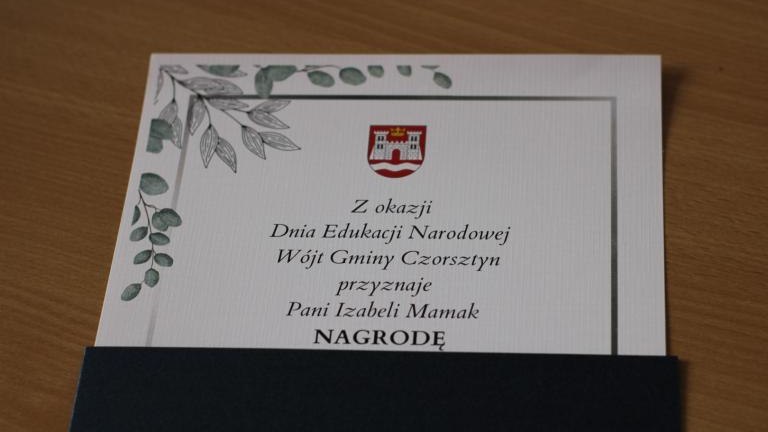 Z okazji
Dnia Edukacji Narodowej
Wójt Gminy Czorsztyn
przyznaje
Pani Izabeli Mamak
NAGRODĘ